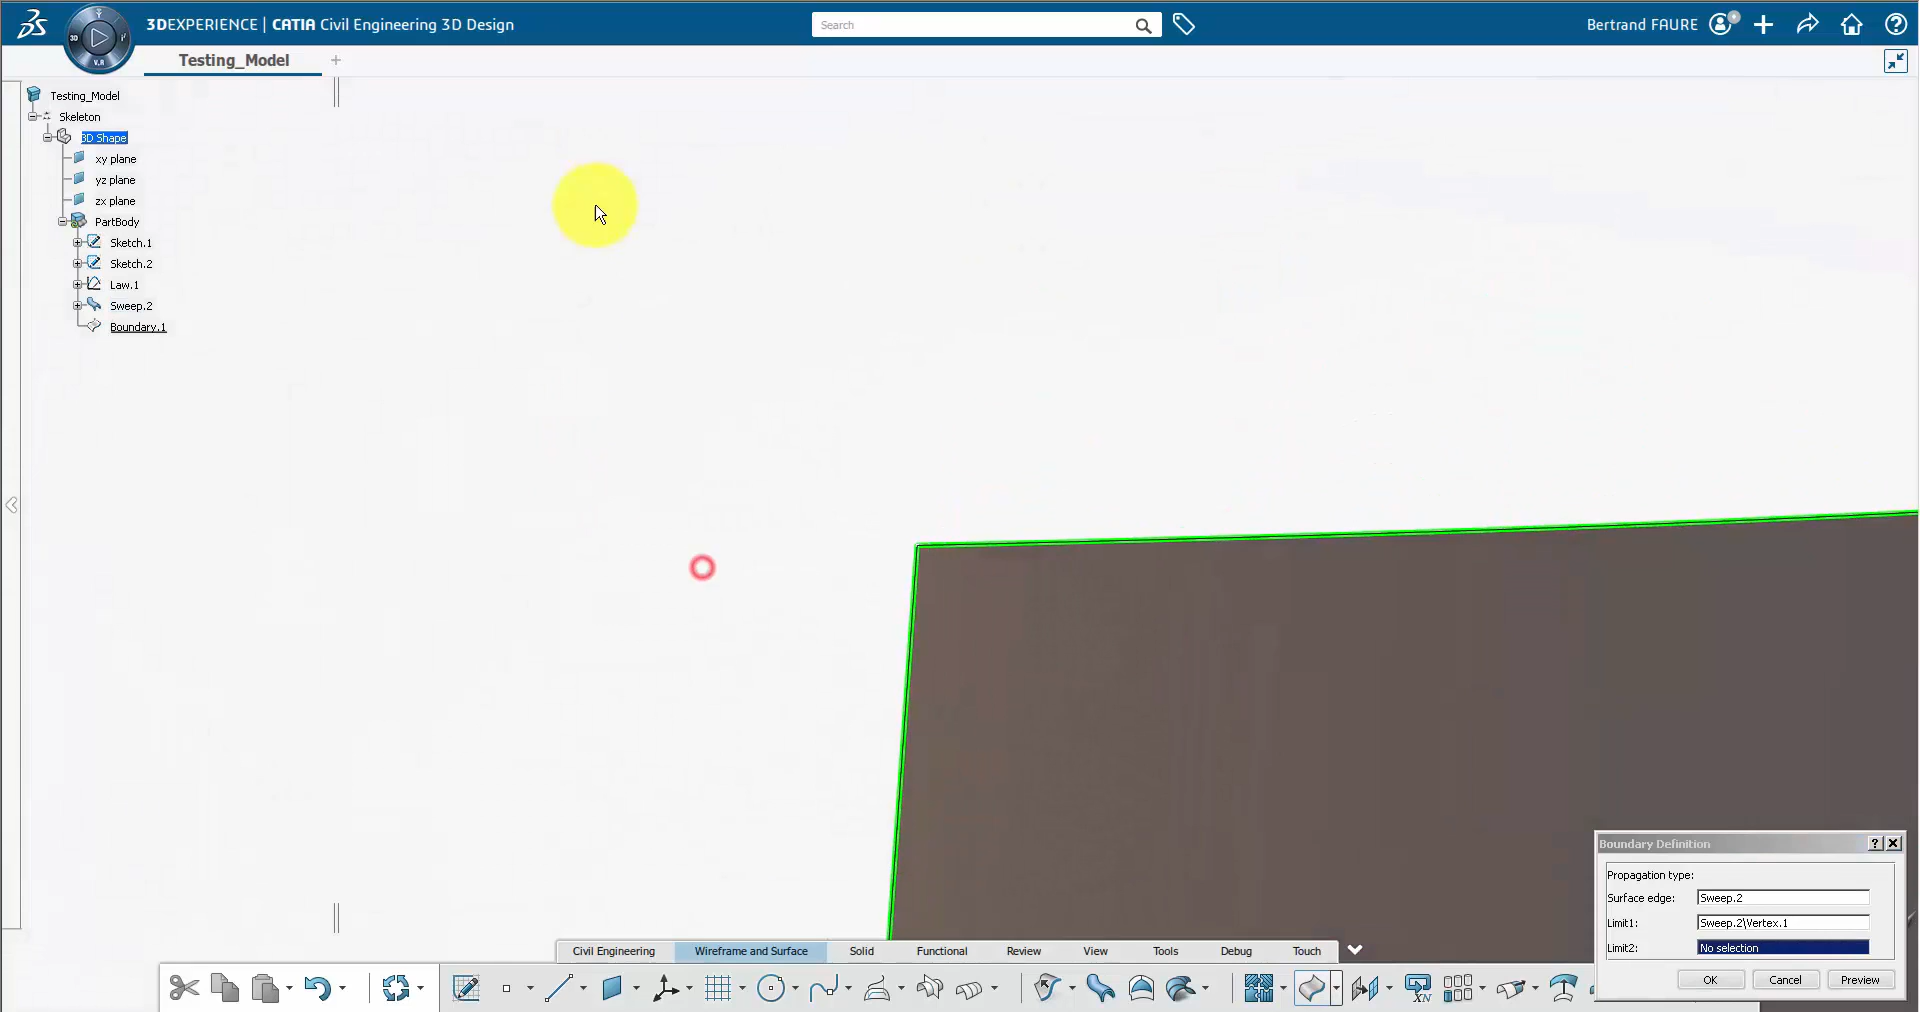 3DEXPERIENCE | CATIA Civil Engineering 3D Design
Search
Bertrand FAURE
3D
V.R
Testing_Model
+
Testing_Model
Skeleton
3D Shape
xy plane
yz plane
zx plane
PartBody
Sketch.1
Sketch.2
Law.1
Sweep.2
Boundary.1
Boundary Definition
Propagation type:
Surface edge: Sweep.2
Limit1: Sweep.2\Vertex.1
Limit2: No selection
OK Cancel Preview
Civil Engineering Wireframe and Surface Solid Functional Review View Tools Debug Touch
XN